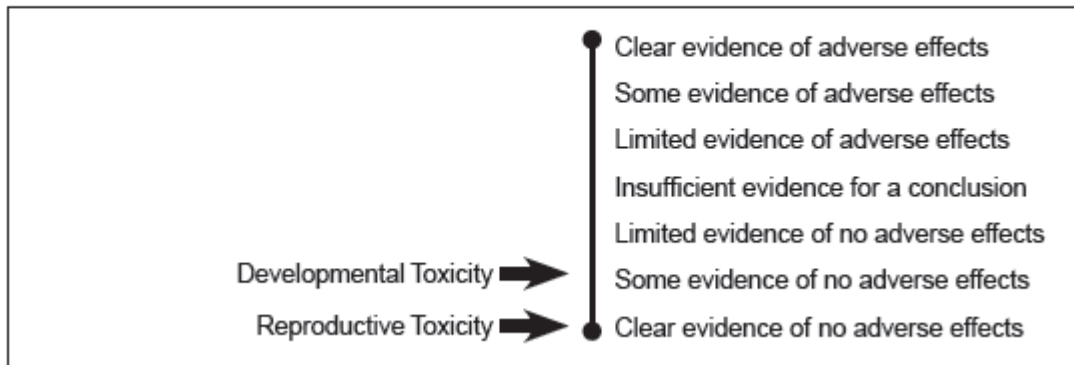 Clear evidence of adverse effects
Some evidence of adverse effects
Limited evidence of adverse effects
Insufficient evidence for a conclusion
Limited evidence of no adverse effects
Developmental Toxicity Some evidence of no adverse effects
Reproductive Toxicity Clear evidence of no adverse effects